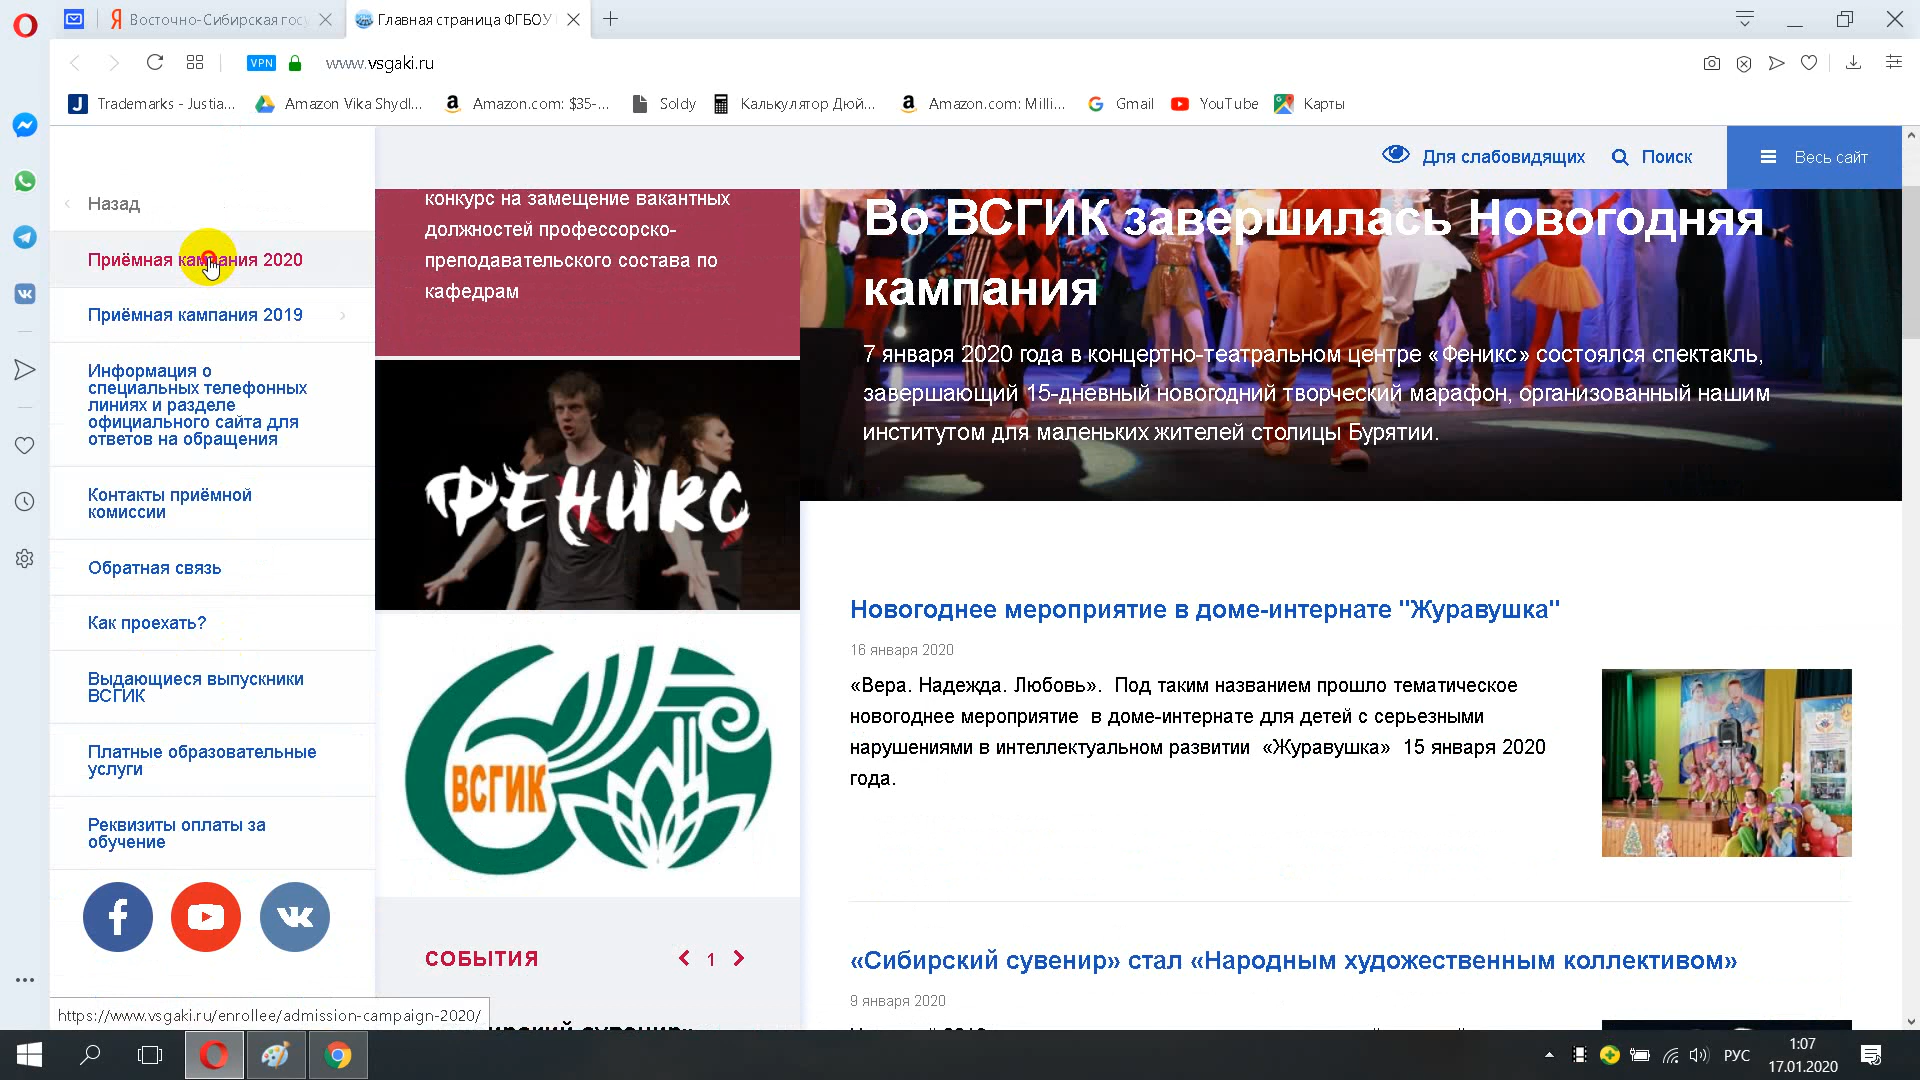 Восточно-Сибирская гос
Главная страница ФГБОУ
VPN
www.vsgaki.ru
Trademarks - Justia...
Amazon Vika Shydl...
Amazon.com: $35-...
Soldy
Калькулятор Дюй...
Amazon.com: Milli...
Gmail
YouTube
Карты
Для слабовидящих
Поиск
Весь сайт
Назад
Приёмная кампания 2020
Приёмная кампания 2019
Информация о
специальных телефонных
линиях и разделе
официального сайта для
ответов на обращения
Контакты приёмной
комиссии
Обратная связь
Как проехать?
Выдающиеся выпускники
ВСГИК
Платные образовательные
услуги
Реквизиты оплаты за
обучение
https://www.vsgaki.ru/enrollee/admission-campaign-2020/
конкурс на замещение вакантных
должностей профессорско-
преподавательского состава по
кафедрам
ФЕНИКС
60
ВСГИК
СОБЫТИЯ
1
Во ВСГИК завершилась Новогодняя
кампания
7 января 2020 года в концертно-театральном центре «Феникс» состоялся спектакль,
завершающий 15-дневный новогодний творческий марафон, организованный нашим
институтом для маленьких жителей столицы Бурятии.
Новогоднее мероприятие в доме-интернате "Журавушка"
16 января 2020
«Вера. Надежда. Любовь». Под таким названием прошло тематическое
новогоднее мероприятие в доме-интернате для детей с серьезными
нарушениями в интеллектуальном развитии «Журавушка» 15 января 2020
года.
«Сибирский сувенир» стал «Народным художественным коллективом»
9 января 2020
РУС
1:07
17.01.2020